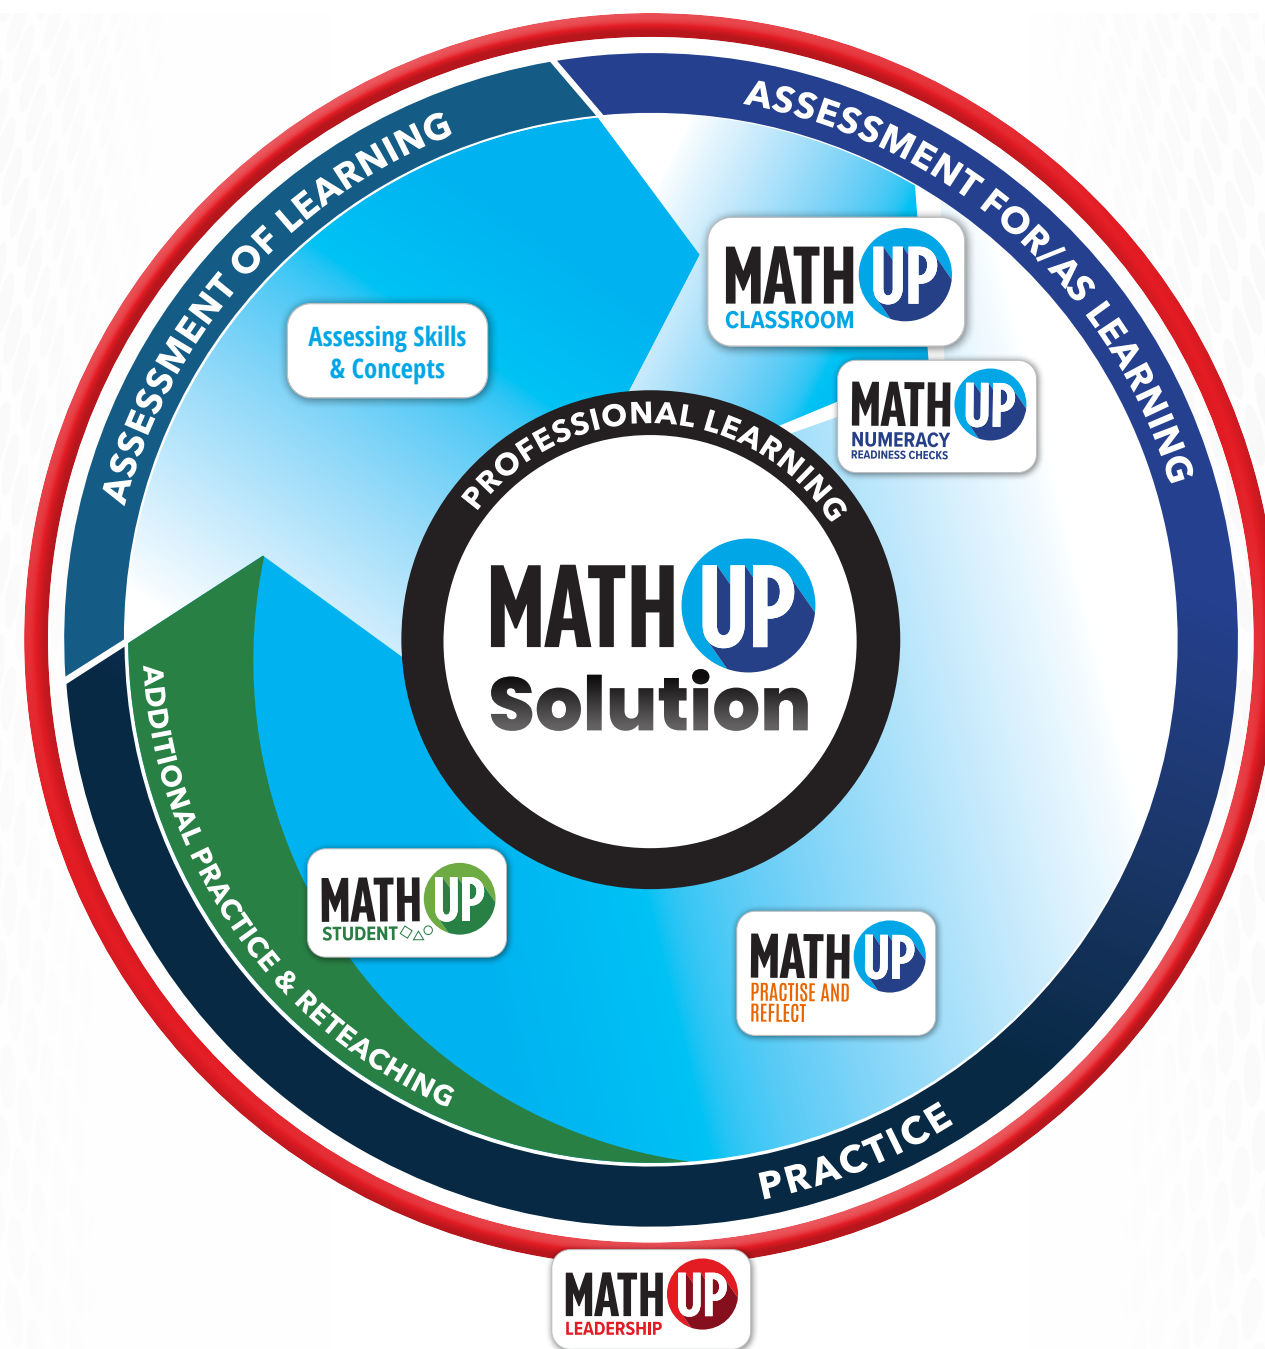 ASSESSMENT OF LEARNING
ASSESSMENT FOR/AS LEARNING
MATH UP
CLASSROOM
Assessing Skills
& Concepts
MATH UP
NUMERACY
READINESS CHECKS
PROFESSIONAL LEARNING
MATH UP
Solution
ADDITIONAL PRACTICE & RETEACHING
MATH UP
STUDENT
MATH UP
PRACTISE AND
REFLECT
PRACTICE
MATH UP
LEADERSHIP